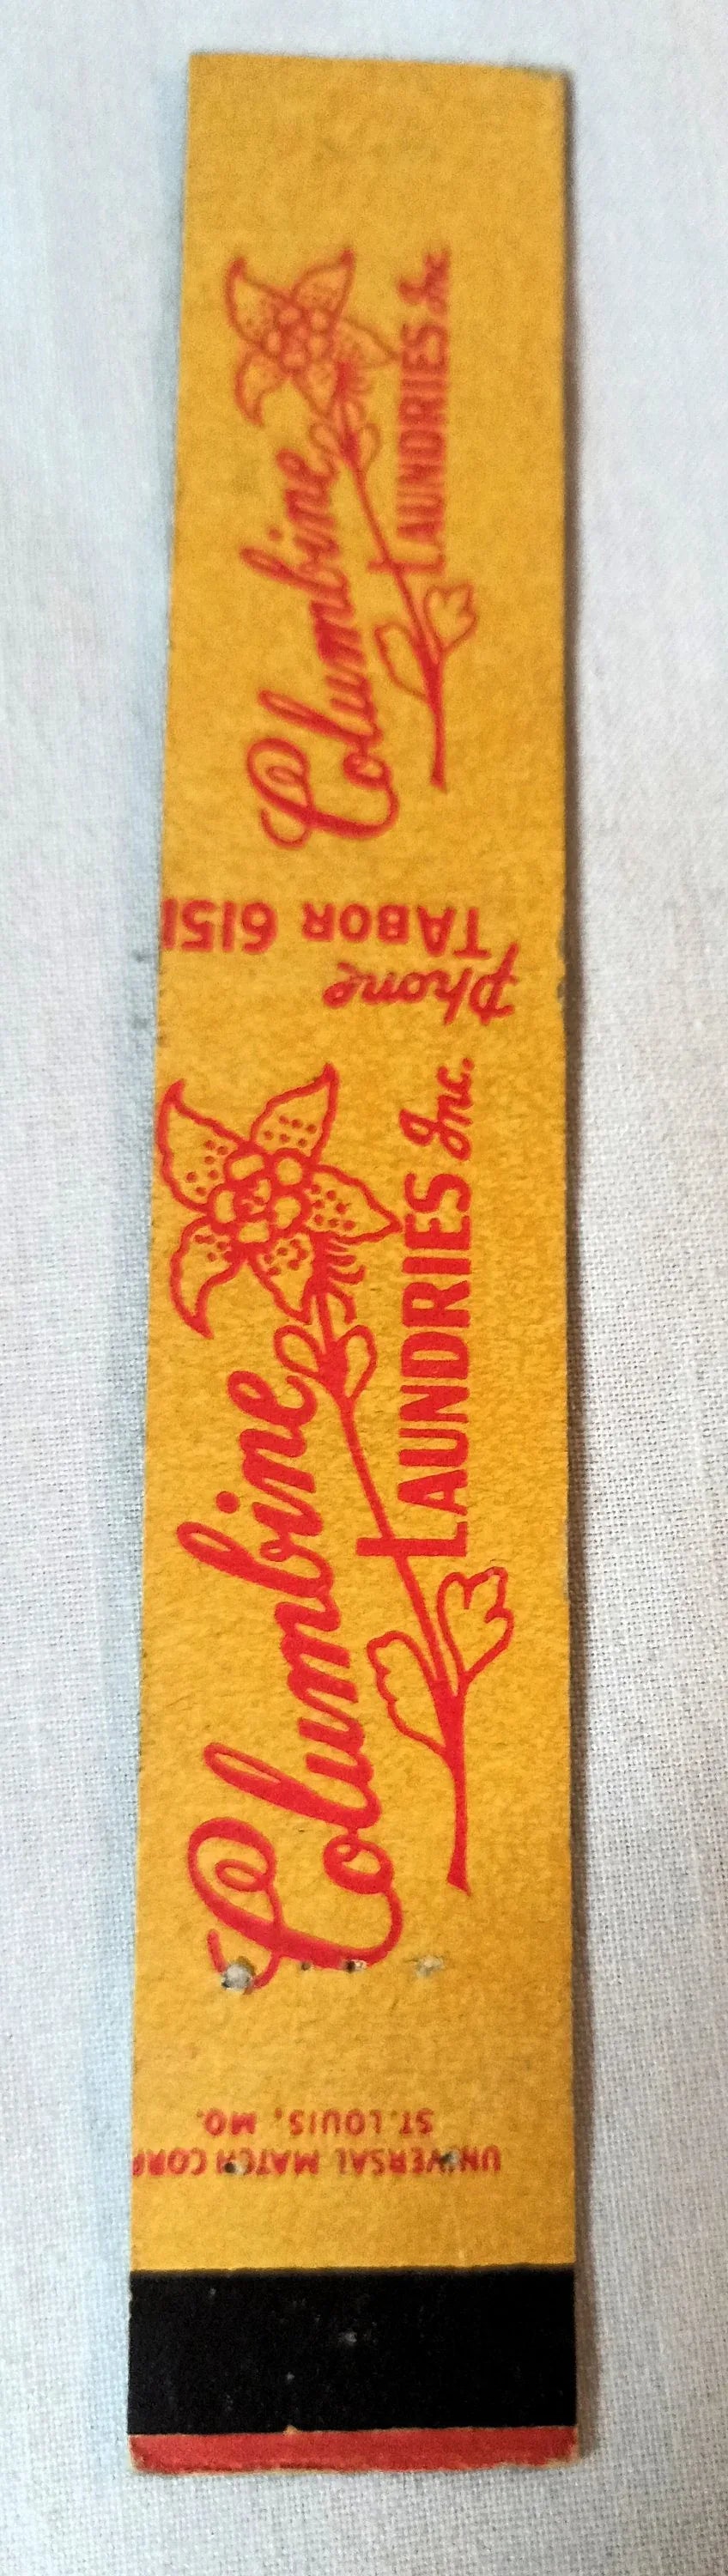 Columbine
LAUNDRIES Inc
Phone
TABOR 6151
Columbine
LAUNDRIES Inc.
UNIVERSAL MATCH CORP
ST. LOUIS, MO.